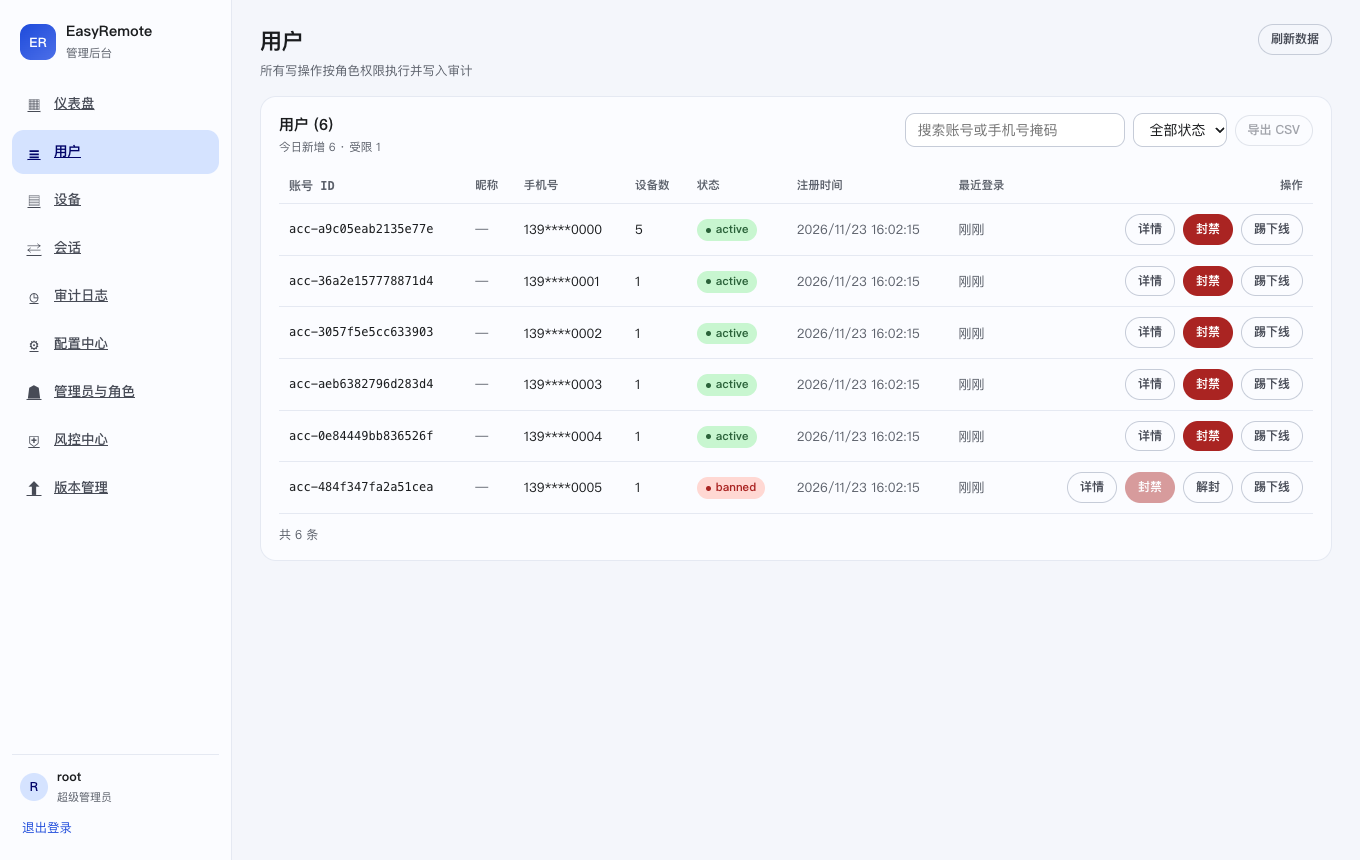 ER
EasyRemote
管理后台
仪表盘
用户
设备
会话
审计日志
配置中心
管理员与角色
风控中心
版本管理
R
root
超级管理员
退出登录
用户
所有写操作按角色权限执行并写入审计
刷新数据
用户 (6)
今日新增 6 · 受限 1
搜索账号或手机号掩码
全部状态
导出 CSV
账号 ID 昵称 手机号 设备数 状态 注册时间 最近登录 操作
acc-a9c05eab2135e77e — 139****0000 5 active 2026/11/23 16:02:15 刚刚 详情 封禁 踢下线
acc-36a2e157778871d4 — 139****0001 1 active 2026/11/23 16:02:15 刚刚 详情 封禁 踢下线
acc-3057f5e5cc633903 — 139****0002 1 active 2026/11/23 16:02:15 刚刚 详情 封禁 踢下线
acc-aeb6382796d283d4 — 139****0003 1 active 2026/11/23 16:02:15 刚刚 详情 封禁 踢下线
acc-0e84449bb836526f — 139****0004 1 active 2026/11/23 16:02:15 刚刚 详情 封禁 踢下线
acc-484f347fa2a51cea — 139****0005 1 banned 2026/11/23 16:02:15 刚刚 详情 封禁 解封 踢下线
共 6 条